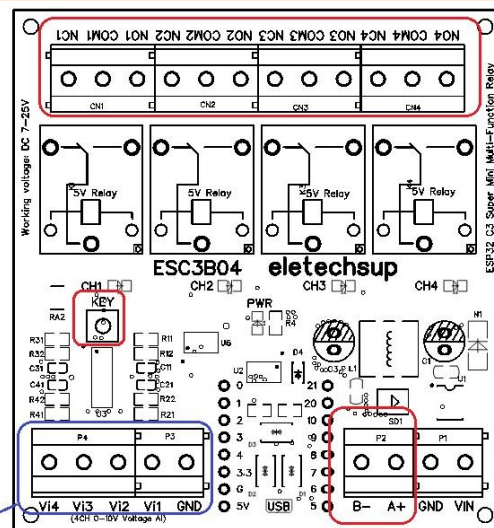 NC1 COM1 NO1 NC2 COM2 NO2 NC3 COM3 NO3 NC4 COM4 NO4
CN1 CN2 CN3 CN4
Working voltage: DC 7-25V
ESP32 C3 Super Mini Multi-Function Relay
5V Relay 5V Relay 5V Relay 5V Relay
ESC3B04 eletechsup
CH1 CH2 CH3 CH4
KEY
PWR
RA2
R4
N1
R31 R11
U6
R32 R12
C31 C11
U2 D4
L1 C1 U1
C41 C21
R42 R22
R41 U3 R21
0 21
1 20
2 10
3 9
4 8
3.3 7
G 6
5V USB 5
D3
D2 D1
SD1
P4 P3 P2 P1
Vi4 Vi3 Vi2 Vi1 GND
(4CH 0-10V Voltage AI)
B- A+ GND VIN